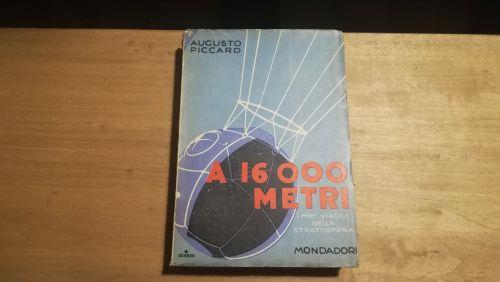 AUGUSTO
PICCARD
A 16 000
METRI
I MIEI VIAGGI
NELLA
STRATOSFERA
MONDADORI